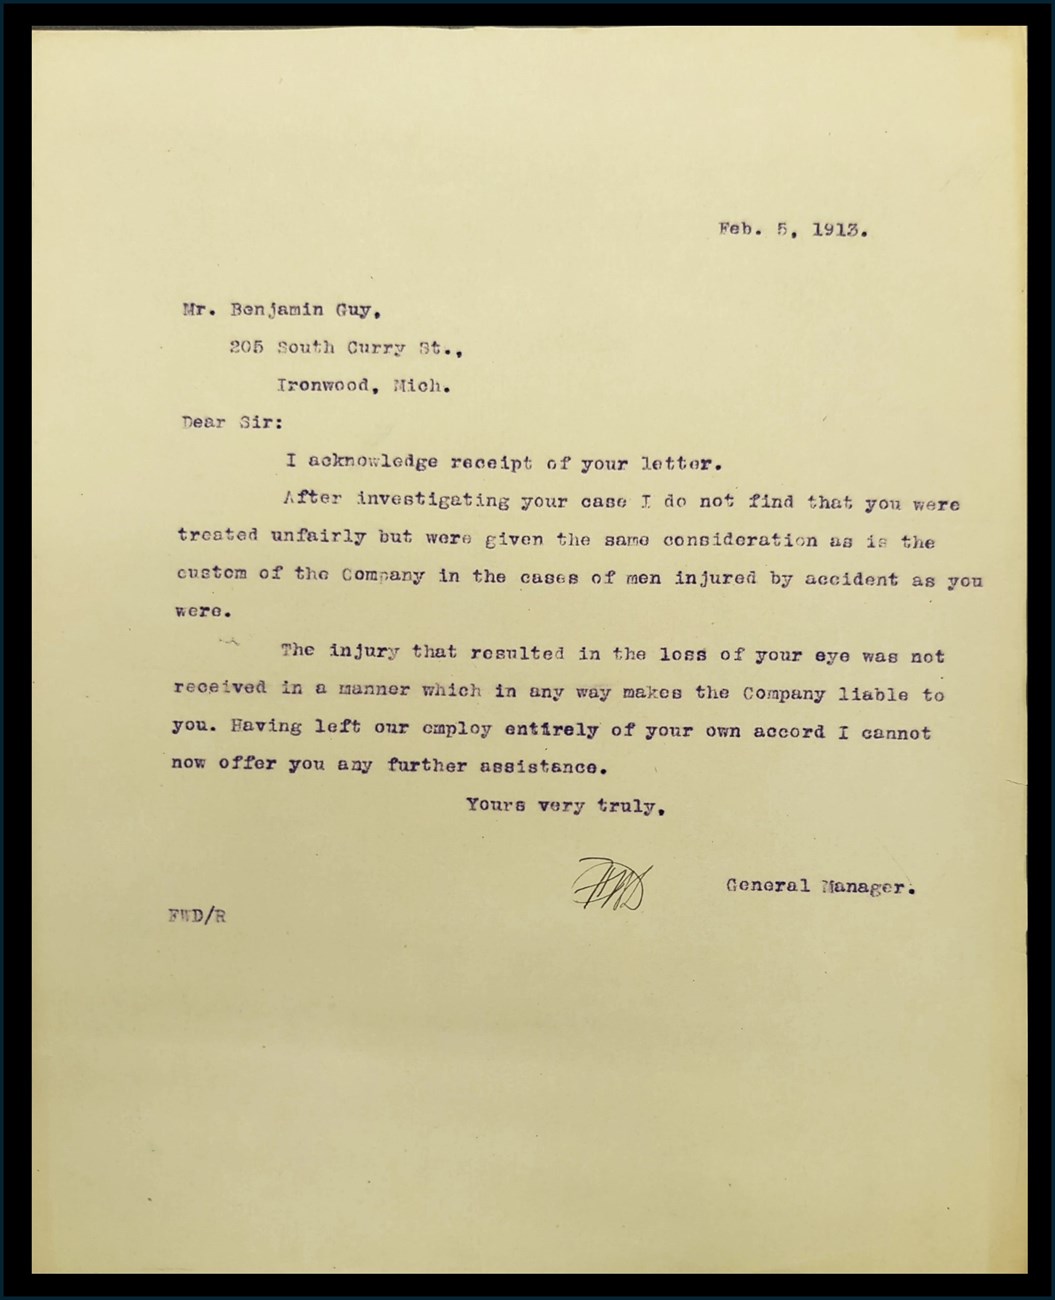 Feb. 5, 1913.
Mr. Benjamin Guy,
205 South Curry St.,
Ironwood, Mich.
Dear Sir:
I acknowledge receipt of your letter.
After investigating your case I do not find that you were
treated unfairly but were given the same consideration as is the
custom of the Company in the cases of men injured by accident as you
were.
The injury that resulted in the loss of your eye was not
received in a manner which in any way makes the Company liable to
you. Having left our employ entirely of your own accord I cannot
now offer you any further assistance.
Yours very truly,
FWD
General Manager.
FWD/R